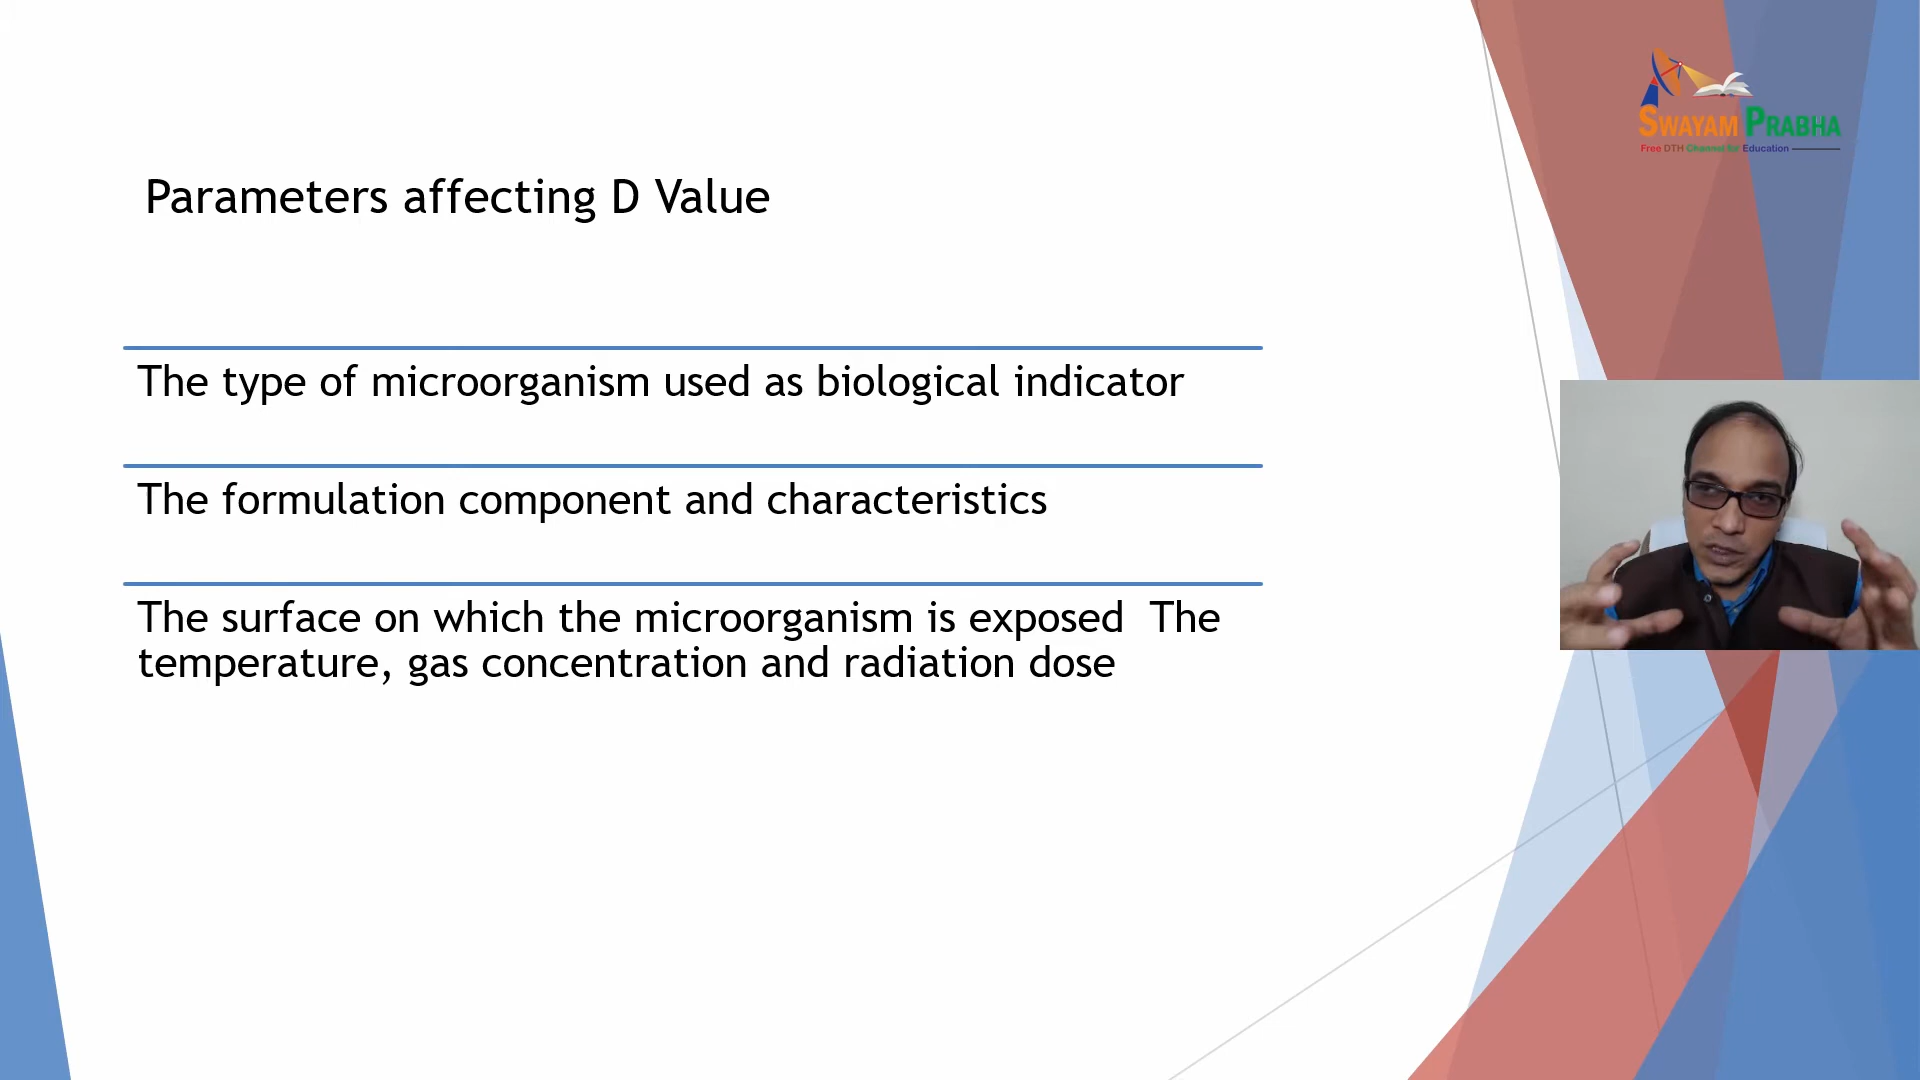 SWAYAM PRABHA
Free DTH Channel for Education
Parameters affecting D Value
The type of microorganism used as biological indicator
The formulation component and characteristics
The surface on which the microorganism is exposed  The
temperature, gas concentration and radiation dose